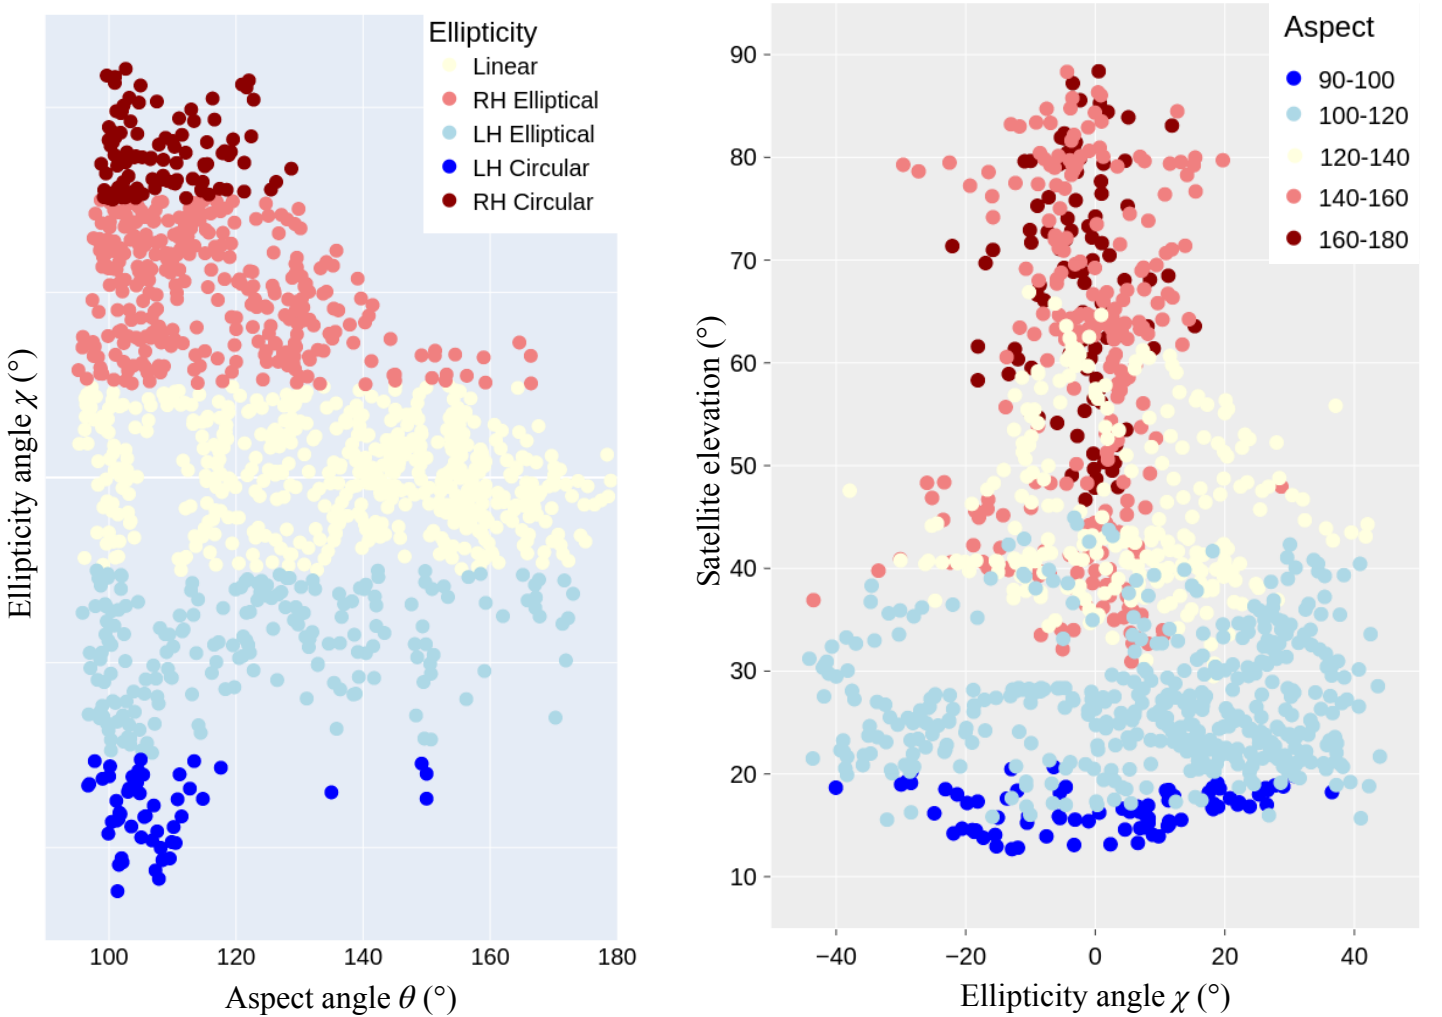 Ellipticity
Linear
RH Elliptical
LH Elliptical
LH Circular
RH Circular
Ellipticity angle χ (°)
100 120 140 160 180
Aspect angle θ (°)
Aspect
90-100
100-120
120-140
140-160
160-180
90
80
70
60
50
40
30
20
10
Satellite elevation (°)
−40 −20 0 20 40
Ellipticity angle χ (°)